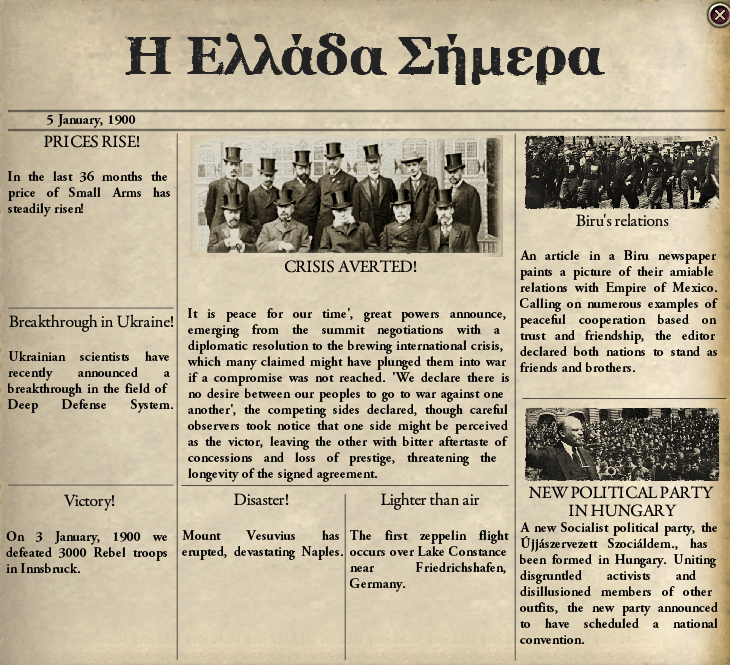 Η Ελλάδα Σήμερα
5 January, 1900
PRICES RISE!
In the last 36 months the
price of Small Arms has
steadily risen!
Breakthrough in Ukraine!
Ukrainian scientists have
recently announced a
breakthrough in the field of
Deep Defense System.
Victory!
On 3 January, 1900 we
defeated 3000 Rebel troops
in Innsbruck.
CRISIS AVERTED!
It is peace for our time', great powers announce,
emerging from the summit negotiations with a
diplomatic resolution to the brewing international crisis,
which many claimed might have plunged them into war
if a compromise was not reached. 'We declare there is
no desire between our peoples to go to war against one
another', the competing sides declared, though careful
observers took notice that one side might be perceived
as the victor, leaving the other with bitter aftertaste of
concessions and loss of prestige, threatening the
longevity of the signed agreement.
Disaster!
Mount Vesuvius has
erupted, devastating Naples.
Lighter than air
The first zeppelin flight
occurs over Lake Constance
near Friedrichshafen,
Germany.
Biru's relations
An article in a Biru newspaper
paints a picture of their amiable
relations with Empire of Mexico.
Calling on numerous examples of
peaceful cooperation based on
trust and friendship, the editor
declared both nations to stand as
friends and brothers.
NEW POLITICAL PARTY
IN HUNGARY
A new Socialist political party, the
Újjászervezett Szociáldem., has
been formed in Hungary. Uniting
disgruntled activists and
disillusioned members of other
outfits, the new party announced
to have scheduled a national
convention.